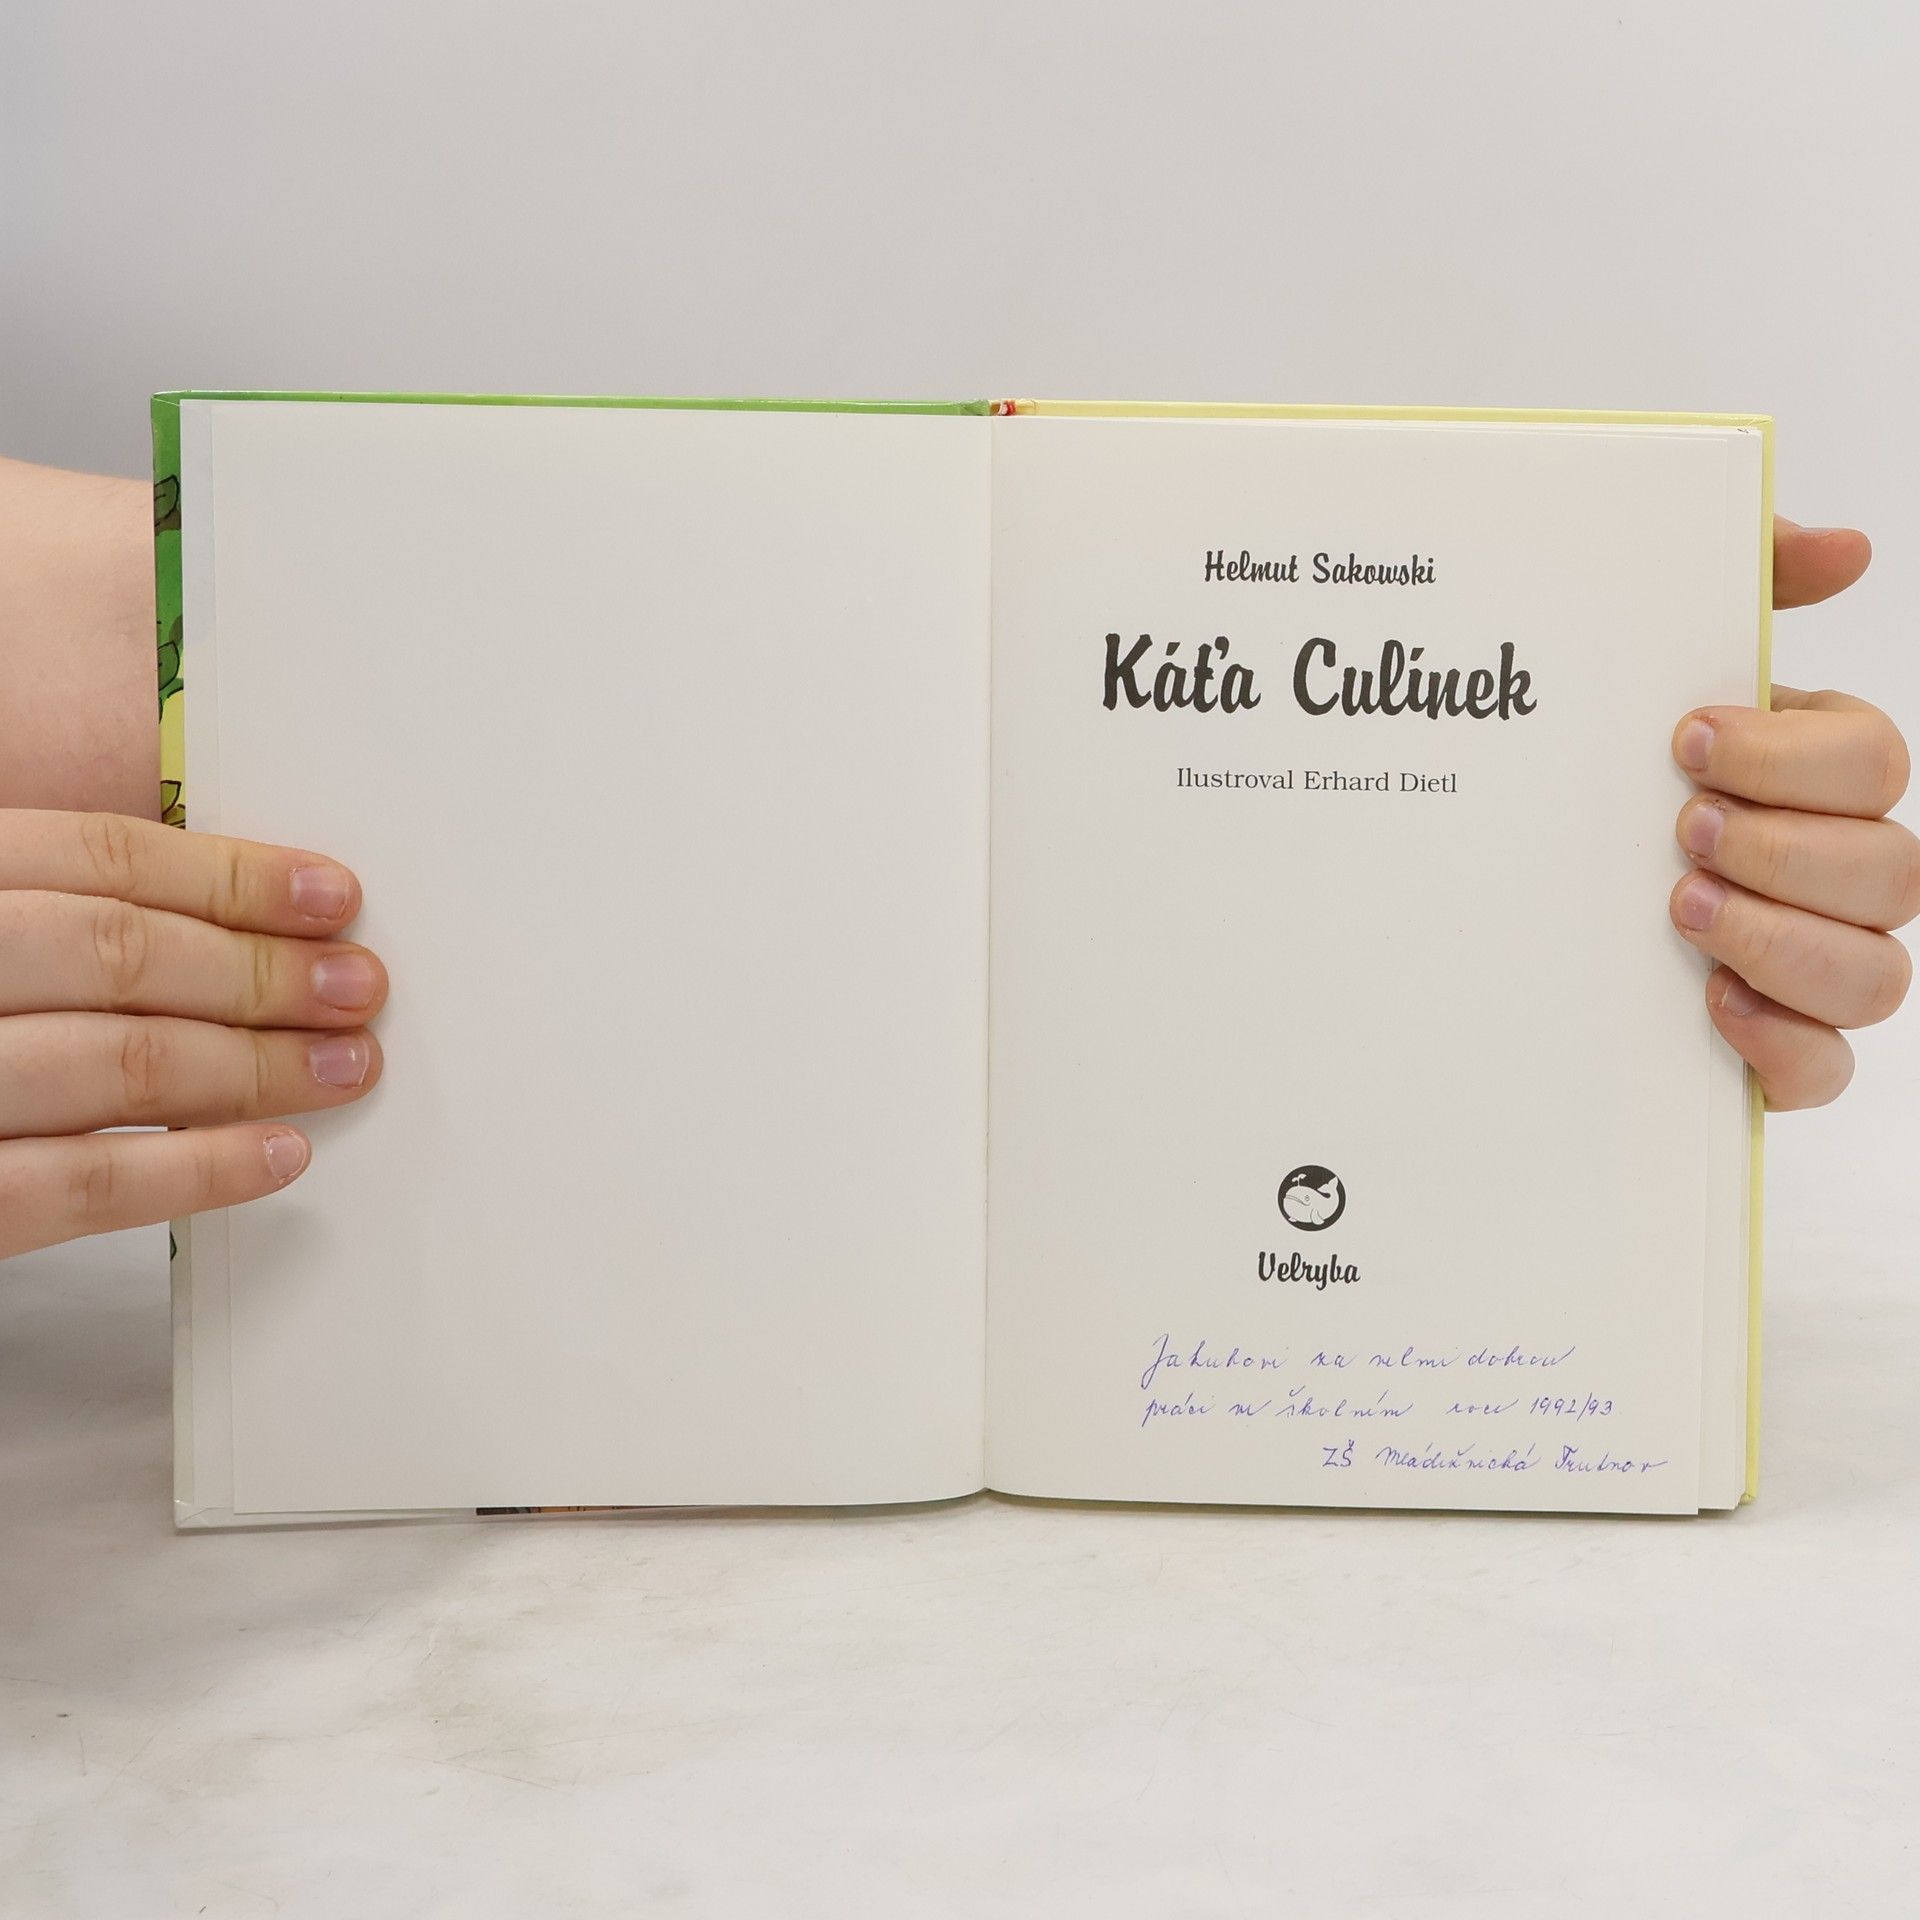 Helmut Sakowski
Káťa Culínek
Ilustroval Erhard Dietl
Velryba
Jakubovi za velmi dobrou
práci ve školním roce 1992/93
ZŠ Mládežnická Trutnov